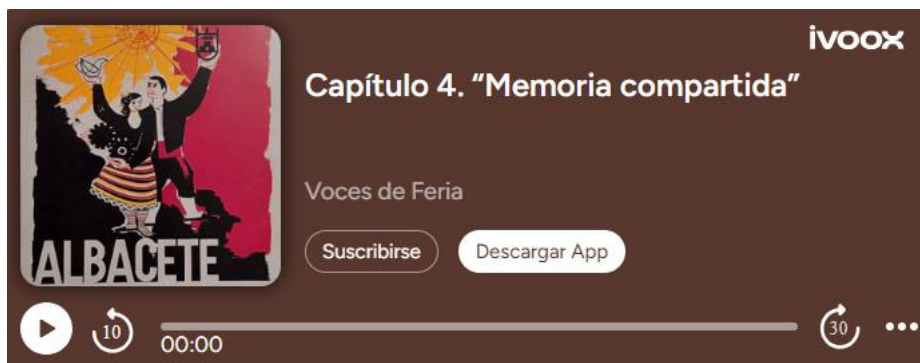 ivoox
Capítulo 4. “Memoria compartida”
Voces de Feria
Suscribirse
Descargar App
ALBACETE
10
00:00
30